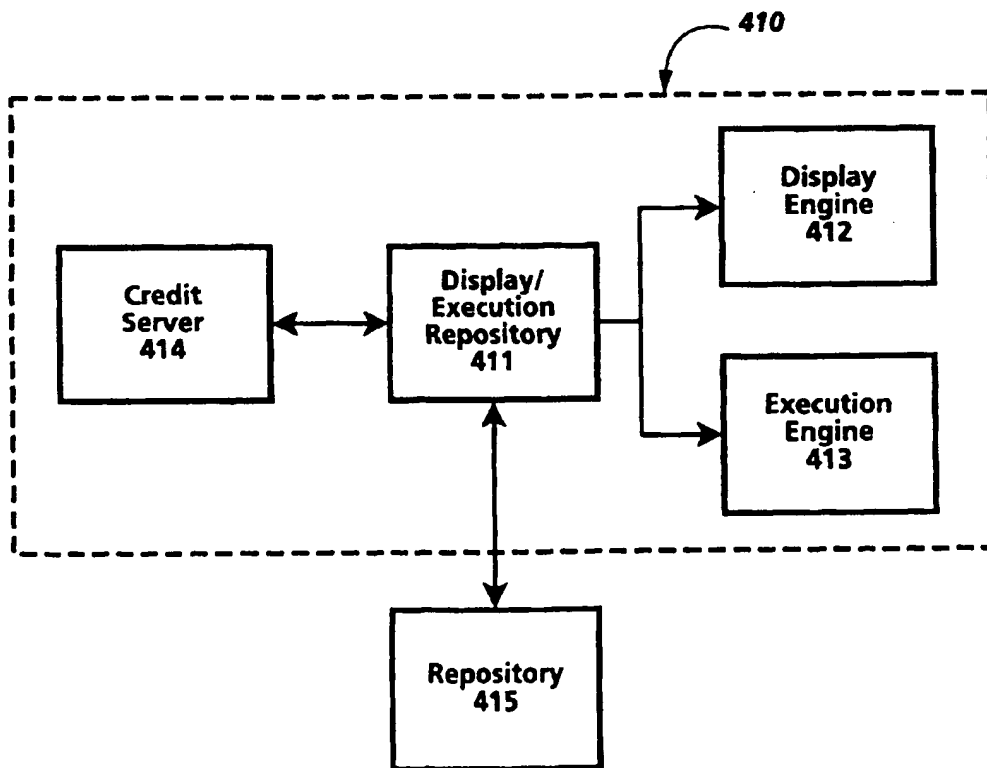 410
Display
Engine
412
Credit
Server
414
Display/
Execution
Repository
411
Execution
Engine
413
Repository
415